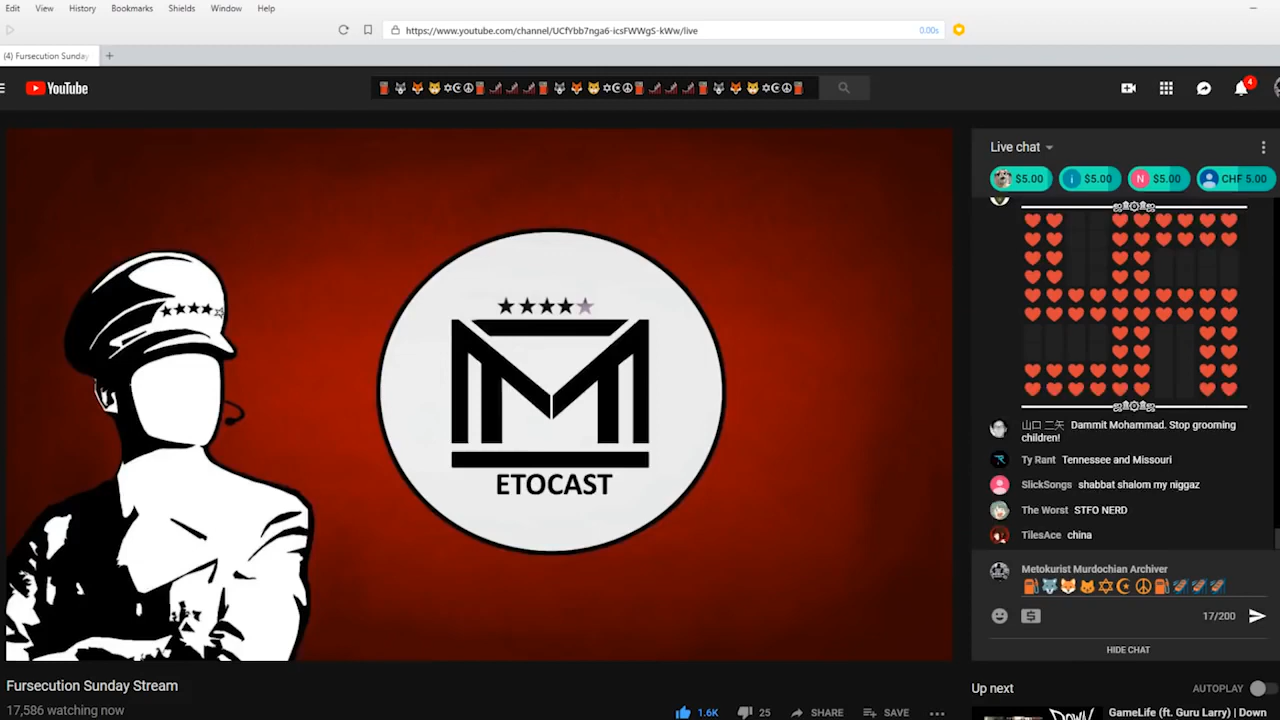 Edit View History Bookmarks Shields Window Help
https://www.youtube.com/channel/UCfYbb7nga6-icsFWWgS-kWw/live 0.00s
(4) Fursecution Sunday
YouTube
4
Live chat
$5.00 $5.00 N $5.00 CHF 5.00
M
ETOCAST
山口 二矢 Dammit Mohammad. Stop grooming
children!
Ty Rant Tennessee and Missouri
SlickSongs shabbat shalom my niggaz
The Worst STFO NERD
TilesAce china
Metokurist Murdochian Archiver
17/200
HIDE CHAT
Fursecution Sunday Stream
17,586 watching now
1.6K 25 SHARE SAVE
Up next AUTOPLAY
GameLife (ft. Guru Larry) | Down
DOWN